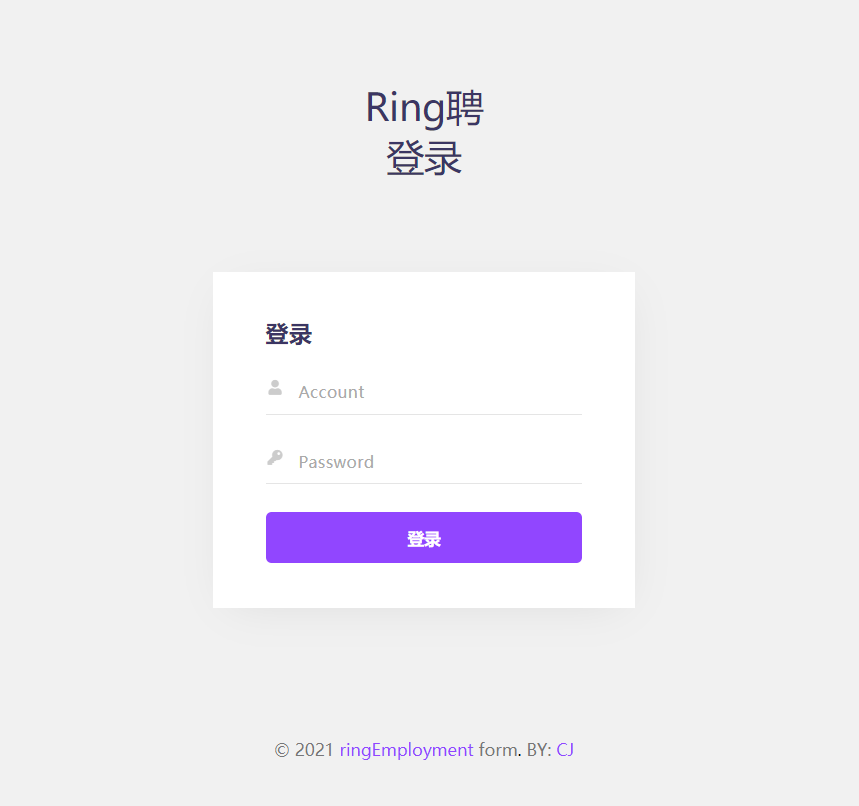 Ring聘
登录
登录
Account
Password
登录
© 2021 ringEmployment form. BY: CJ